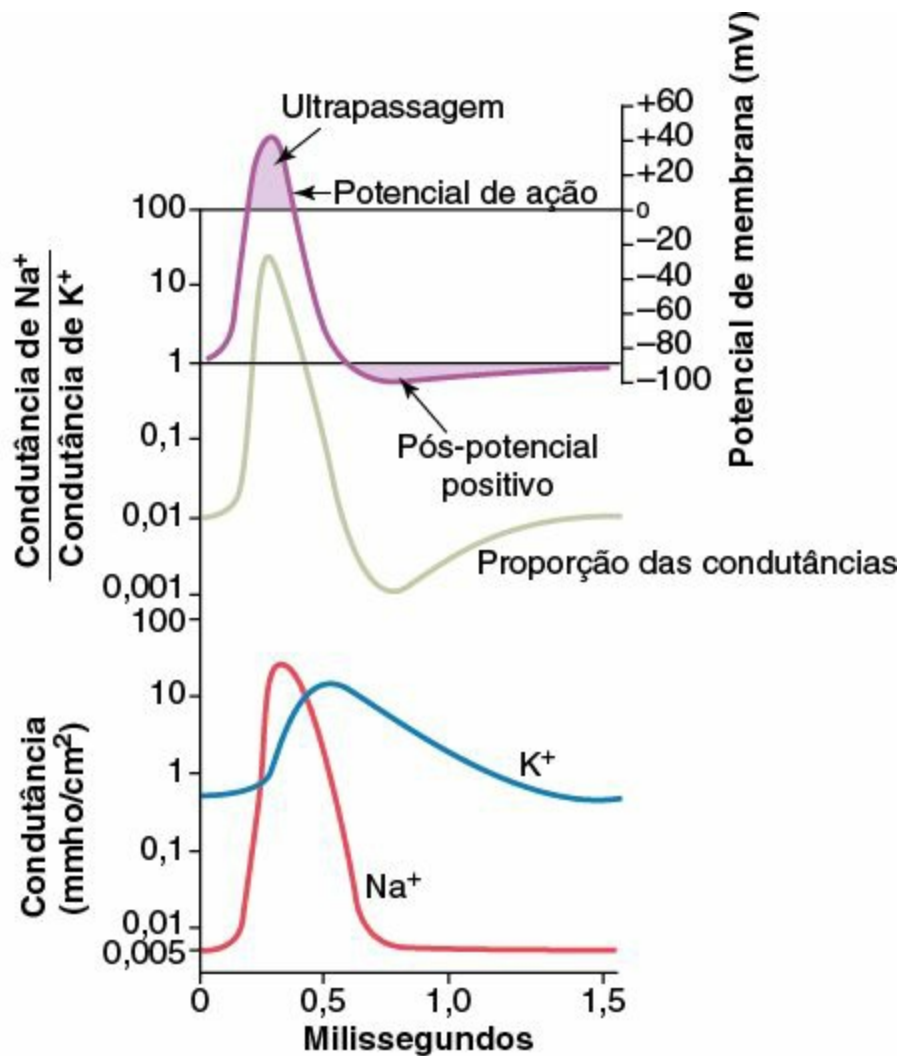 Ultrapassagem
Potencial de ação
100
10
1
0,1
0,01
0,001
Condutância de Na⁺
Condutância de K⁺
+60
+40
+20
0
–20
–40
–60
–80
–100
Potencial de membrana (mV)
Pós-potencial
positivo
Proporção das condutâncias
100
10
1
0,1
0,01
0,005
Condutância
(mmho/cm²)
K⁺
Na⁺
0
0,5
1,0
1,5
Milissegundos